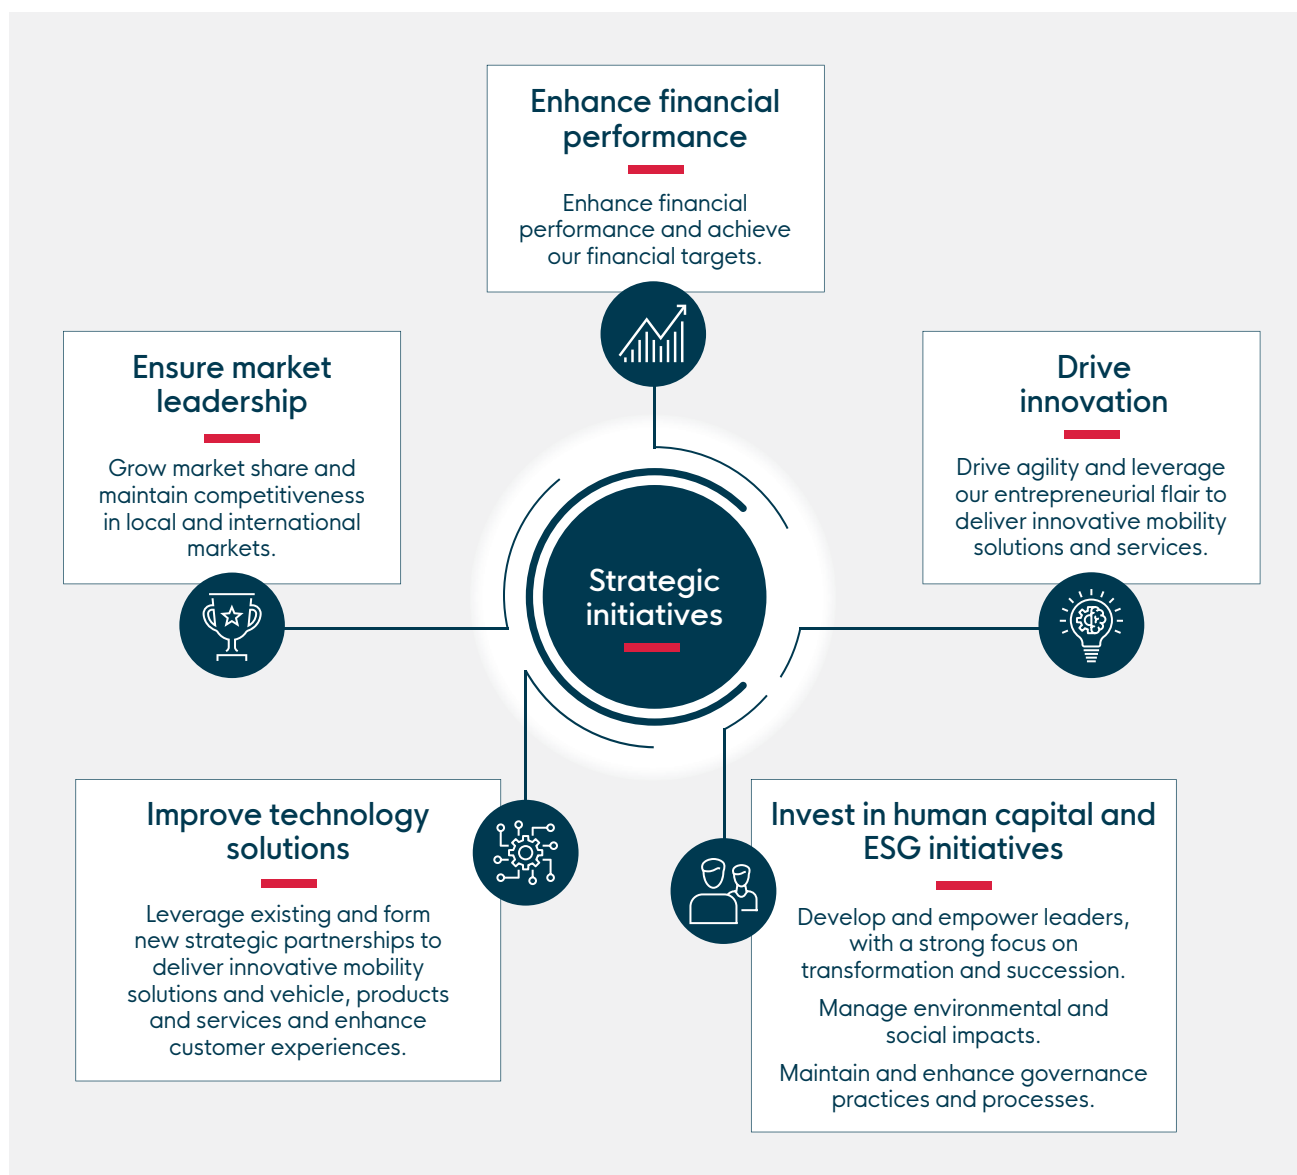 Enhance financial
performance
Enhance financial
performance and achieve
our financial targets.
Ensure market
leadership
Grow market share and
maintain competitiveness
in local and international
markets.
Drive
innovation
Drive agility and leverage
our entrepreneurial flair to
deliver innovative mobility
solutions and services.
Strategic
initiatives
Improve technology
solutions
Leverage existing and form
new strategic partnerships to
deliver innovative mobility
solutions and vehicle, products
and services and enhance
customer experiences.
Invest in human capital and
ESG initiatives
Develop and empower leaders,
with a strong focus on
transformation and succession.
Manage environmental and
social impacts.
Maintain and enhance governance
practices and processes.